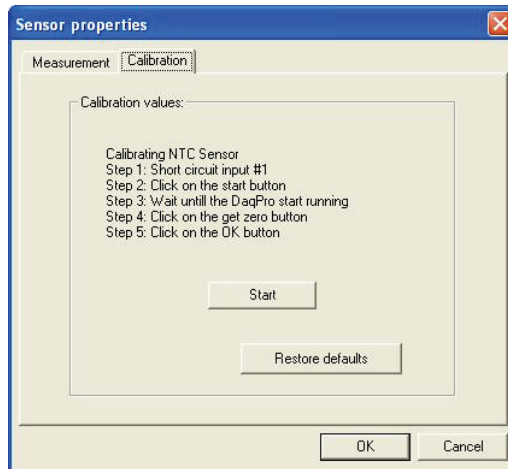 Sensor properties
Measurement Calibration
Calibration values:
Calibrating NTC Sensor
Step 1: Short circuit input #1
Step 2: Click on the start button
Step 3: Wait untill the DaqPro start running
Step 4: Click on the get zero button
Step 5: Click on the OK button
Start
Restore defaults
OK Cancel